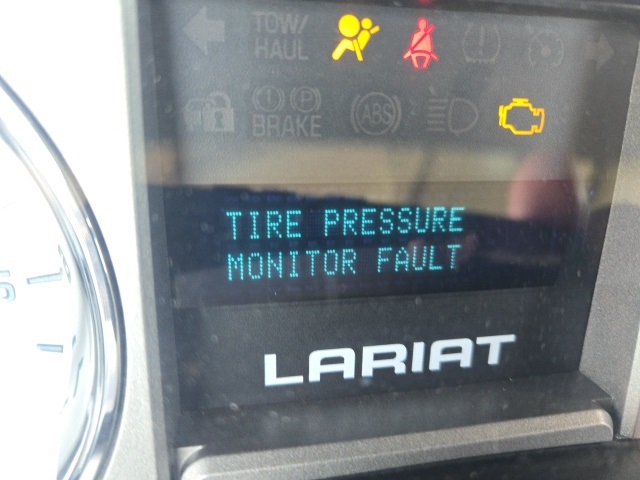 TOW/
HAUL
BRAKE
ABS
TIRE PRESSURE
MONITOR FAULT
LARIAT